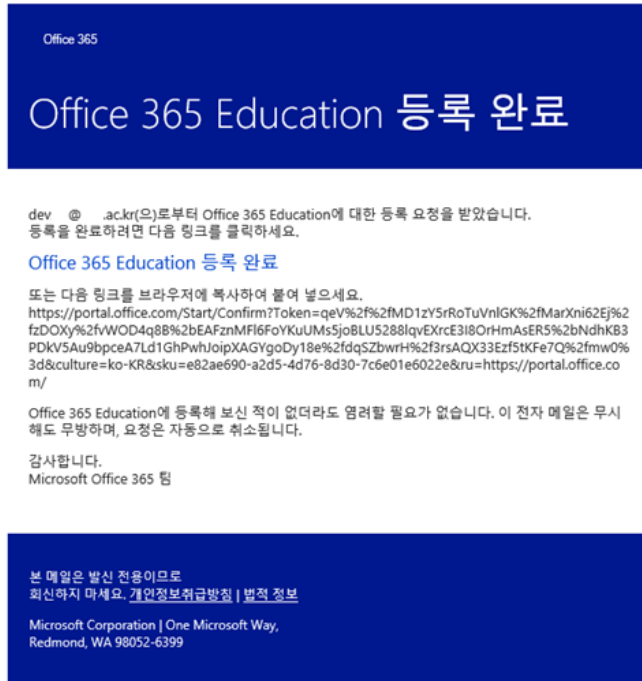 Office 365
Office 365 Education 등록 완료
dev @ .ac.kr(으)로부터 Office 365 Education에 대한 등록 요청을 받았습니다.
등록을 완료하려면 다음 링크를 클릭하세요.
Office 365 Education 등록 완료
또는 다음 링크를 브라우저에 복사하여 붙여 넣으세요.
https://portal.office.com/Start/Confirm?Token=qeV%2f%2fMD1zY5rRoTuVnlGK%2fMarXni62Ej%2
fzDOXy%2fvWOD4q8B%2bEAFznMFl6FoYKuUMs5joBLU5288lqvEXrcE3I8OrHmAsER5%2bNdhKB3
PDkV5Au9bpceA7Ld1GhPwhJoipXAGYgoDy18e%2fdqSZbwrH%2f3rsAQX33Ezf5tKFe7Q%2fmw0%
3d&culture=ko-KR&sku=e82ae690-a2d5-4d76-8d30-7c6e01e6022e&ru=https://portal.office.co
m/
Office 365 Education에 등록해 보신 적이 없더라도 염려할 필요가 없습니다. 이 전자 메일은 무시
해도 무방하며, 요청은 자동으로 취소됩니다.
감사합니다.
Microsoft Office 365 팀
본 메일은 발신 전용이므로
회신하지 마세요. 개인정보취급방침 | 법적 정보
Microsoft Corporation | One Microsoft Way,
Redmond, WA 98052-6399